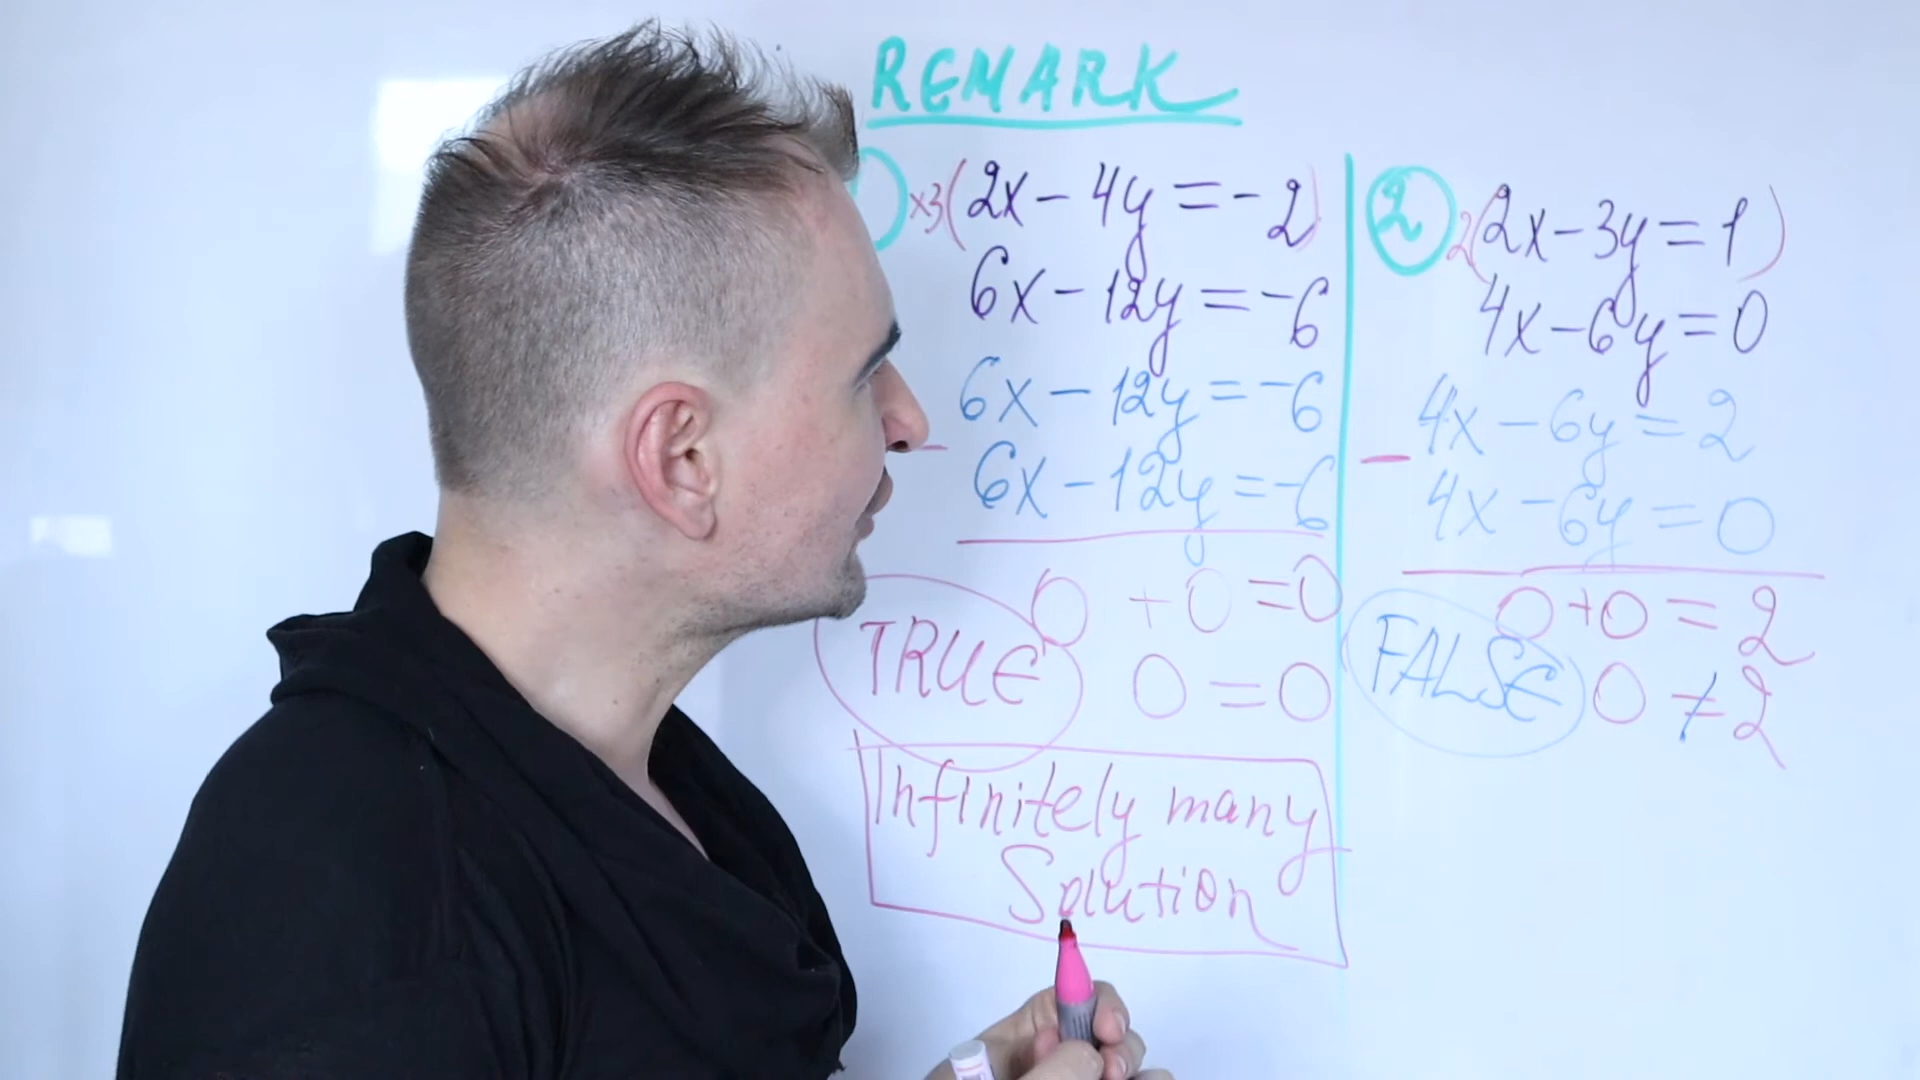 REMARK
x3(2x - 4y = -2)
6x - 12y = -6
6x - 12y = -6
6x - 12y = -6
0 + 0 = 0
TRUE 0 = 0
Infinitely many
Solution
2 2(2x - 3y = 1)
4x - 6y = 0
4x - 6y = 2
- 4x - 6y = 0
0 + 0 = 2
FALSE 0 ≠ 2